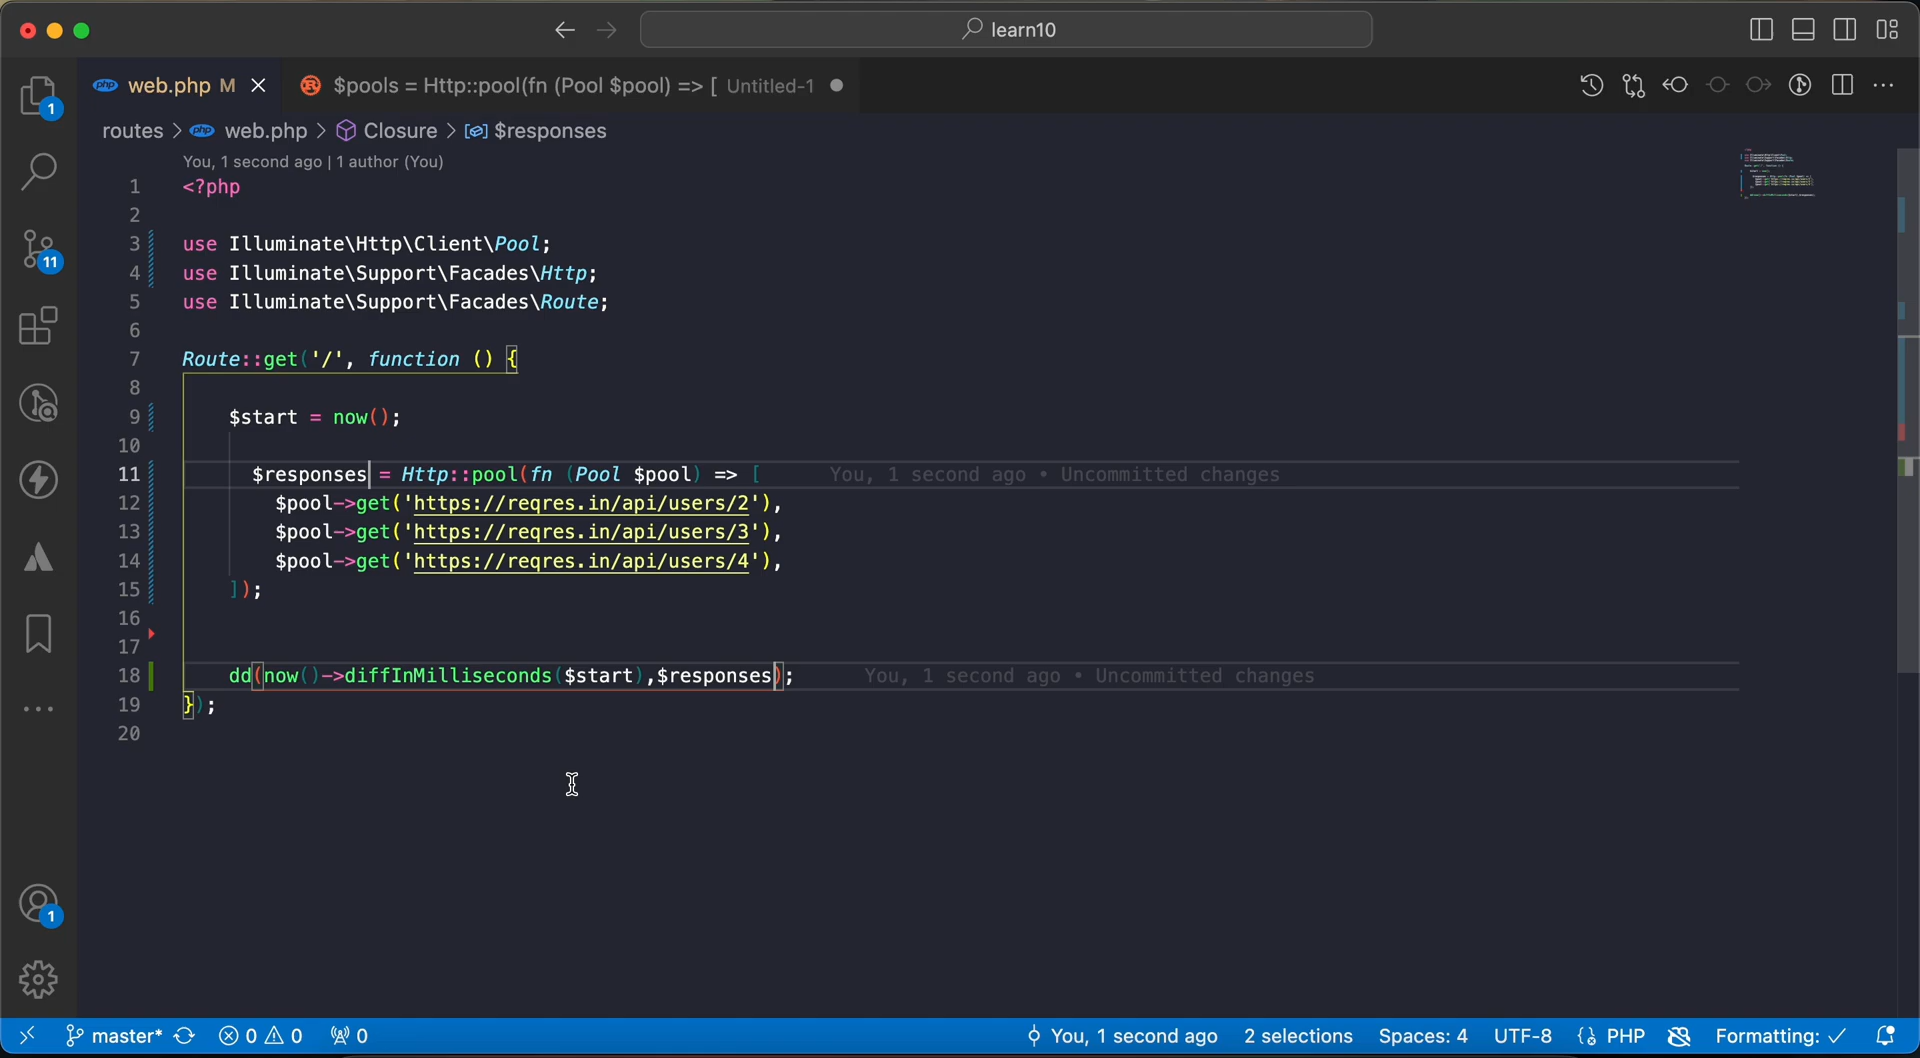 learn10
web.php M
$pools = Http::pool(fn (Pool $pool) => [ Untitled-1
routes > web.php > Closure > $responses
You, 1 second ago | 1 author (You)
1 <?php
2
3 use Illuminate\Http\Client\Pool;
4 use Illuminate\Support\Facades\Http;
5 use Illuminate\Support\Facades\Route;
6
7 Route::get('/', function () {
8
9 $start = now();
10
11 $responses = Http::pool(fn (Pool $pool) => [ You, 1 second ago • Uncommitted changes
12 $pool->get('https://reqres.in/api/users/2'),
13 $pool->get('https://reqres.in/api/users/3'),
14 $pool->get('https://reqres.in/api/users/4'),
15 ]);
16
17
18 dd(now()->diffInMilliseconds($start),$responses); You, 1 second ago • Uncommitted changes
19 });
20
1
11
1
master* 0 0 0 You, 1 second ago 2 selections Spaces: 4 UTF-8 PHP Formatting: ✓